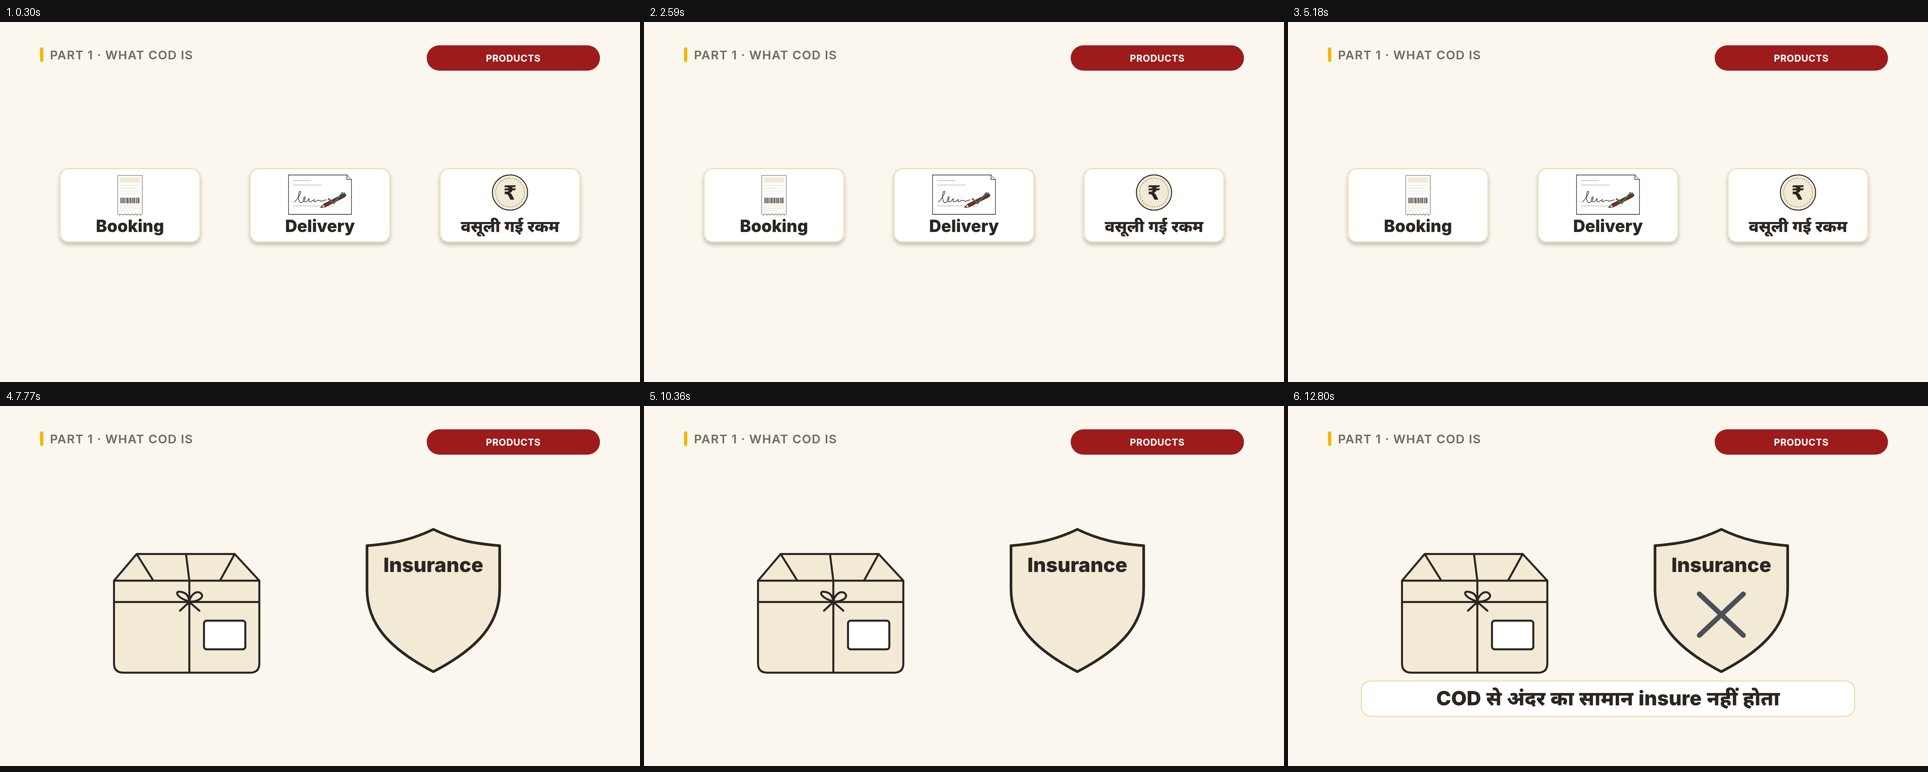 1. 0.30s
PART 1 · WHAT COD IS
PRODUCTS
Booking
Delivery
₹
वसूली गई रकम
2. 2.59s
PART 1 · WHAT COD IS
PRODUCTS
Booking
Delivery
₹
वसूली गई रकम
3. 5.18s
PART 1 · WHAT COD IS
PRODUCTS
Booking
Delivery
₹
वसूली गई रकम
4. 7.77s
PART 1 · WHAT COD IS
PRODUCTS
Insurance
5. 10.36s
PART 1 · WHAT COD IS
PRODUCTS
Insurance
6. 12.80s
PART 1 · WHAT COD IS
PRODUCTS
Insurance
COD से अंदर का सामान insure नहीं होता